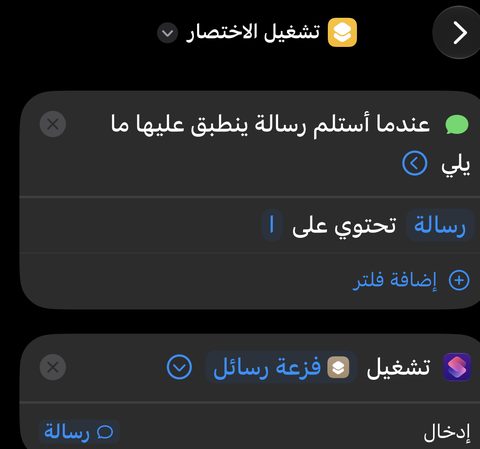 تشغيل الاختصار
عندما أستلم رسالة ينطبق عليها ما
يلي
رسالة تحتوي على ا
إضافة فلتر
تشغيل فزعة رسائل
إدخال رسالة